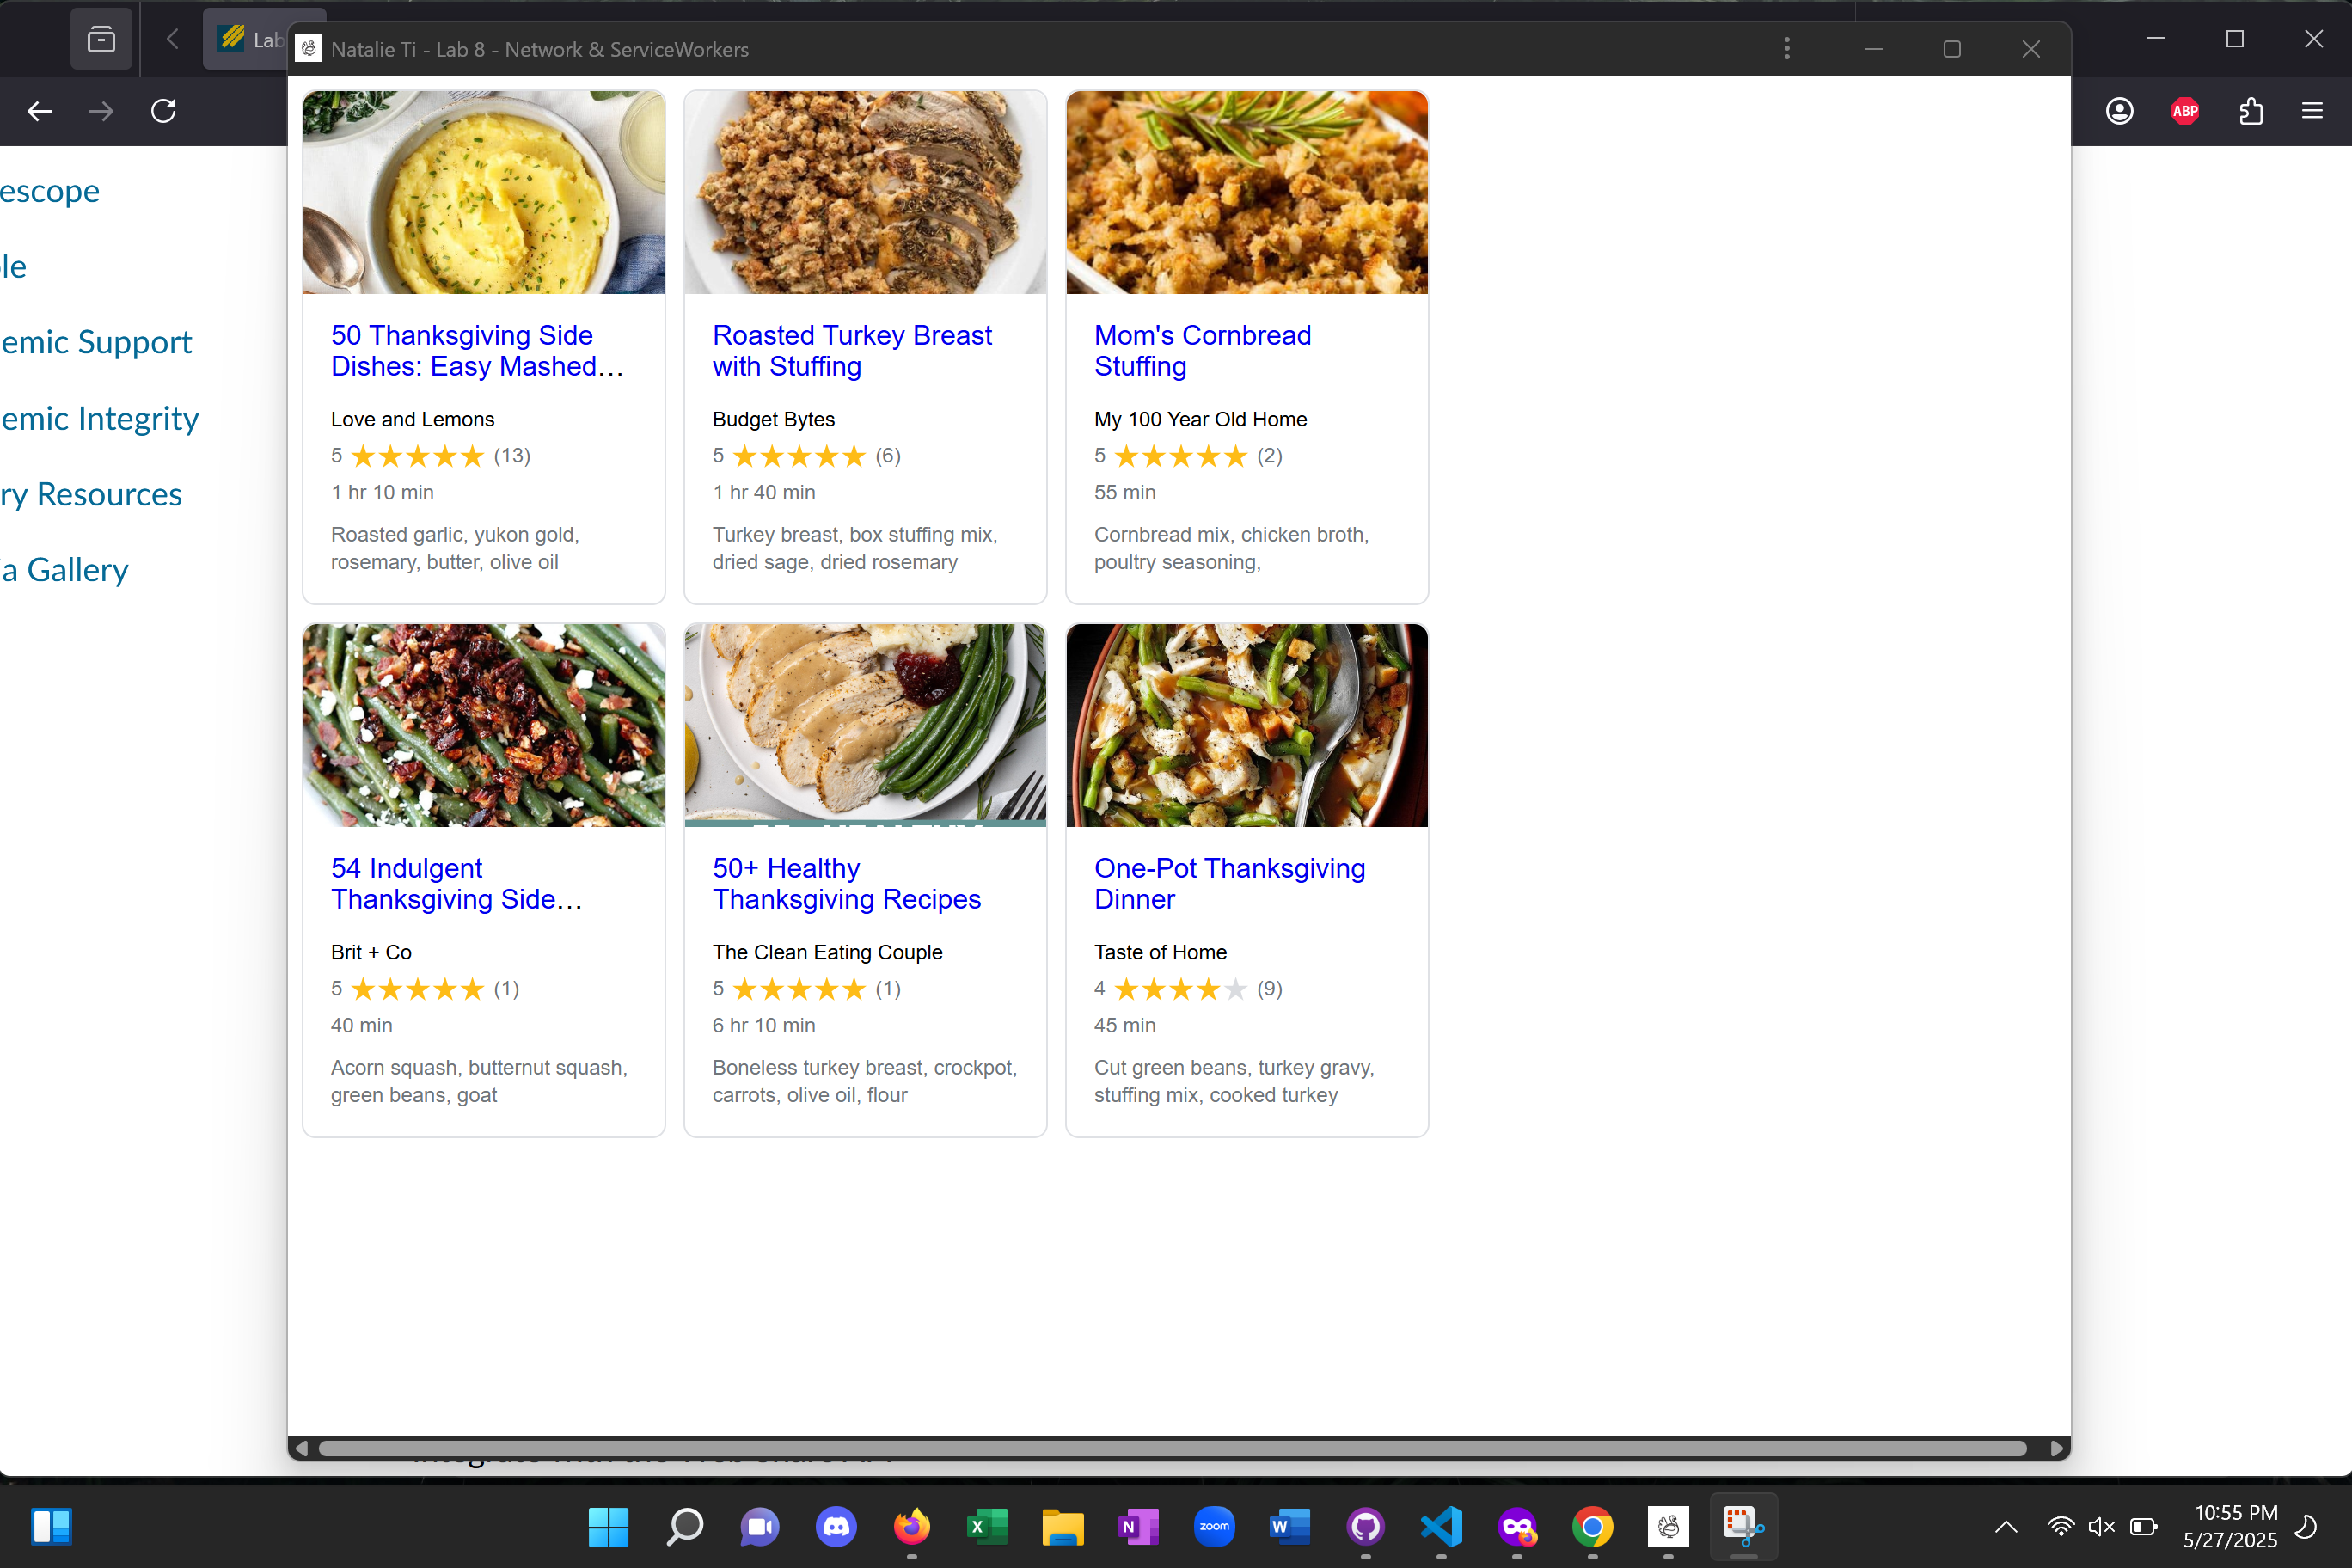 Lab
Natalie Ti - Lab 8 - Network & ServiceWorkers
ABP
escope
le
emic Support
emic Integrity
ry Resources
a Gallery
50 Thanksgiving Side
Dishes: Easy Mashed…
Love and Lemons
5 ★★★★★ (13)
1 hr 10 min
Roasted garlic, yukon gold,
rosemary, butter, olive oil
Roasted Turkey Breast
with Stuffing
Budget Bytes
5 ★★★★★ (6)
1 hr 40 min
Turkey breast, box stuffing mix,
dried sage, dried rosemary
Mom's Cornbread
Stuffing
My 100 Year Old Home
5 ★★★★★ (2)
55 min
Cornbread mix, chicken broth,
poultry seasoning,
54 Indulgent
Thanksgiving Side…
Brit + Co
5 ★★★★★ (1)
40 min
Acorn squash, butternut squash,
green beans, goat
50+ Healthy
Thanksgiving Recipes
The Clean Eating Couple
5 ★★★★★ (1)
6 hr 10 min
Boneless turkey breast, crockpot,
carrots, olive oil, flour
One-Pot Thanksgiving
Dinner
Taste of Home
4 ★★★★★ (9)
45 min
Cut green beans, turkey gravy,
stuffing mix, cooked turkey
X
N
zoom
W
10:55 PM
5/27/2025